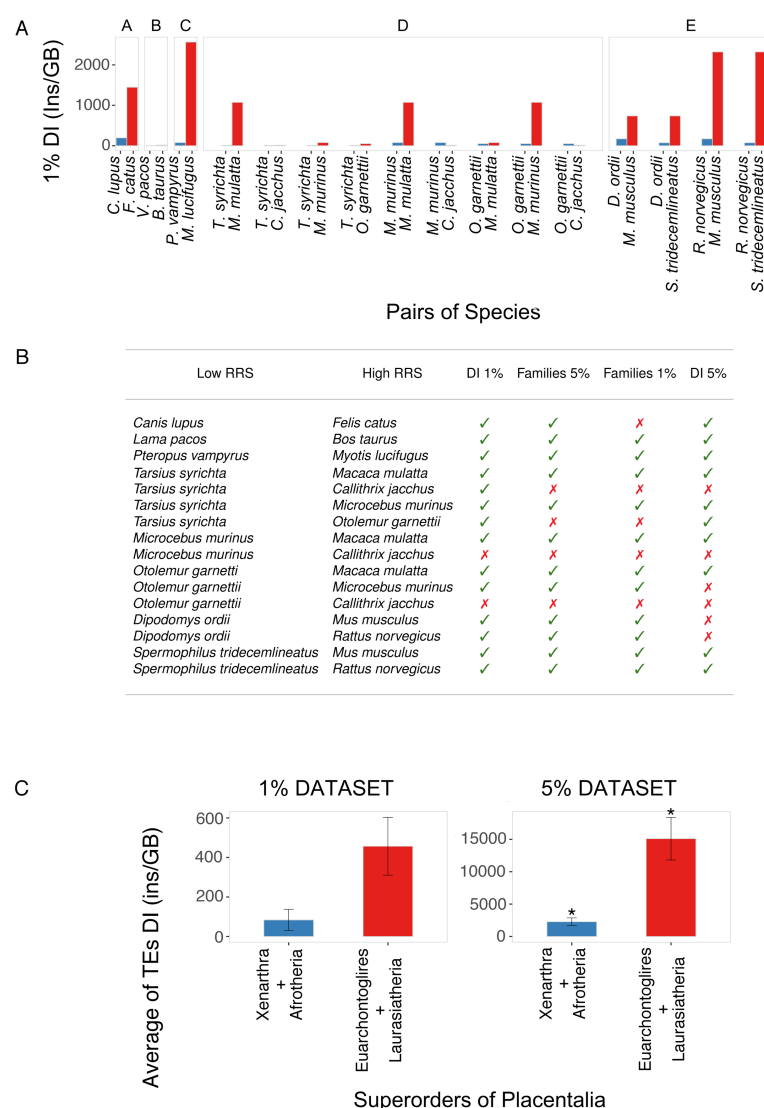 A
A B C D E
1% DI (Ins/GB)
2000
1000
0
C. lupus
F. catus
V. pacos
B. taurus
P. vampyrus
M. lucifugus
T. syrichta
M. mulatta
T. syrichta
C. jacchus
T. syrichta
M. murinus
T. syrichta
O. garnettii
M. murinus
M. mulatta
M. murinus
C. jacchus
O. garnettii
M. mulatta
O. garnettii
M. murinus
O. garnettii
C. jacchus
D. ordii
M. musculus
D. ordii
S. tridecemlineatus
R. norvegicus
M. musculus
R. norvegicus
S. tridecemlineatus
Pairs of Species
B
Low RRS High RRS DI 1% Families 5% Families 1% DI 5%
Canis lupus Felis catus ✓ ✓ ✗ ✓
Lama pacos Bos taurus ✓ ✓ ✓ ✓
Pteropus vampyrus Myotis lucifugus ✓ ✓ ✓ ✓
Tarsius syrichta Macaca mulatta ✓ ✓ ✓ ✓
Tarsius syrichta Callithrix jacchus ✓ ✗ ✗ ✗
Tarsius syrichta Microcebus murinus ✓ ✓ ✓ ✓
Tarsius syrichta Otolemur garnettii ✓ ✗ ✗ ✓
Microcebus murinus Macaca mulatta ✓ ✓ ✓ ✓
Microcebus murinus Callithrix jacchus ✗ ✗ ✗ ✗
Otolemur garnetti Macaca mulatta ✓ ✓ ✓ ✓
Otolemur garnettii Microcebus murinus ✓ ✓ ✓ ✗
Otolemur garnettii Callithrix jacchus ✗ ✗ ✗ ✗
Dipodomys ordii Mus musculus ✓ ✓ ✓ ✗
Dipodomys ordii Rattus norvegicus ✓ ✓ ✓ ✗
Spermophilus tridecemlineatus Mus musculus ✓ ✓ ✓ ✓
Spermophilus tridecemlineatus Rattus norvegicus ✓ ✓ ✓ ✓
C
Average of TEs DI (ins/GB)
1% DATASET
600
400
200
0
Xenarthra
+
Afrotheria
Euarchontoglires
+
Laurasiatheria
5% DATASET
15000
10000
5000
0
*
*
Xenarthra
+
Afrotheria
Euarchontoglires
+
Laurasiatheria
Superorders of Placentalia